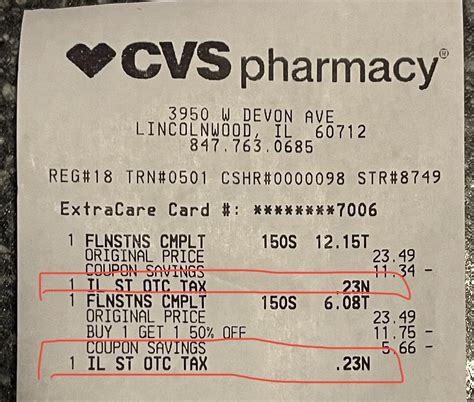 CVS pharmacy®
3950 W DEVON AVE
LINCOLNWOOD, IL 60712
847.763.0685
REG#18 TRN#0501 CSHR#0000098 STR#8749
ExtraCare Card #: ********7006
1 FLNSTNS CMPLT 150S 12.15T
ORIGINAL PRICE 23.49
COUPON SAVINGS 11.34 -
1 IL ST OTC TAX .23N
1 FLNSTNS CMPLT 150S 6.08T
ORIGINAL PRICE 23.49
BUY 1 GET 1 50% OFF 11.75 -
COUPON SAVINGS 5.66 -
1 IL ST OTC TAX .23N